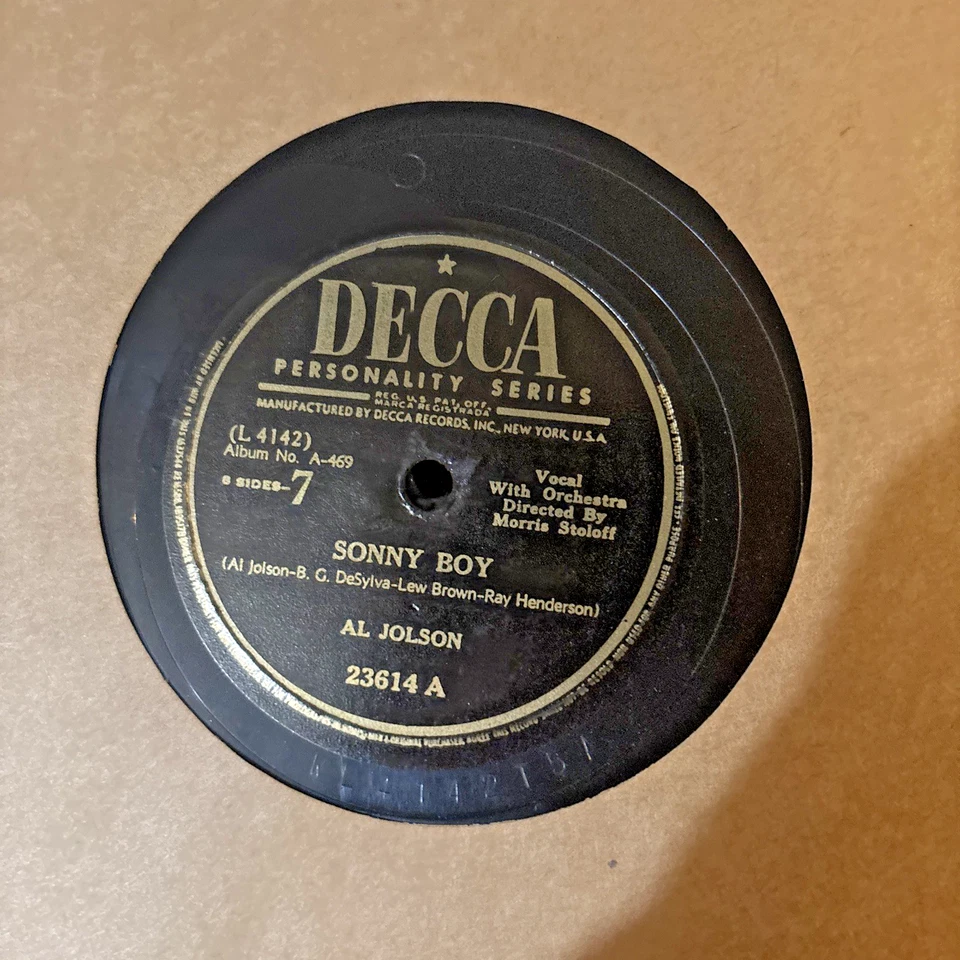 DECCA
PERSONALITY SERIES
REG. U.S. PAT. OFF.
MARCA REGISTRADA
MANUFACTURED BY DECCA RECORDS, INC., NEW YORK, U.S.A.
(L 4142)
Album No. A-469
8 SIDES-7
Vocal
With Orchestra
Directed By
Morris Stoloff
SONNY BOY
(Al Jolson-B. G. DeSylva-Lew Brown-Ray Henderson)
AL JOLSON
23614 A